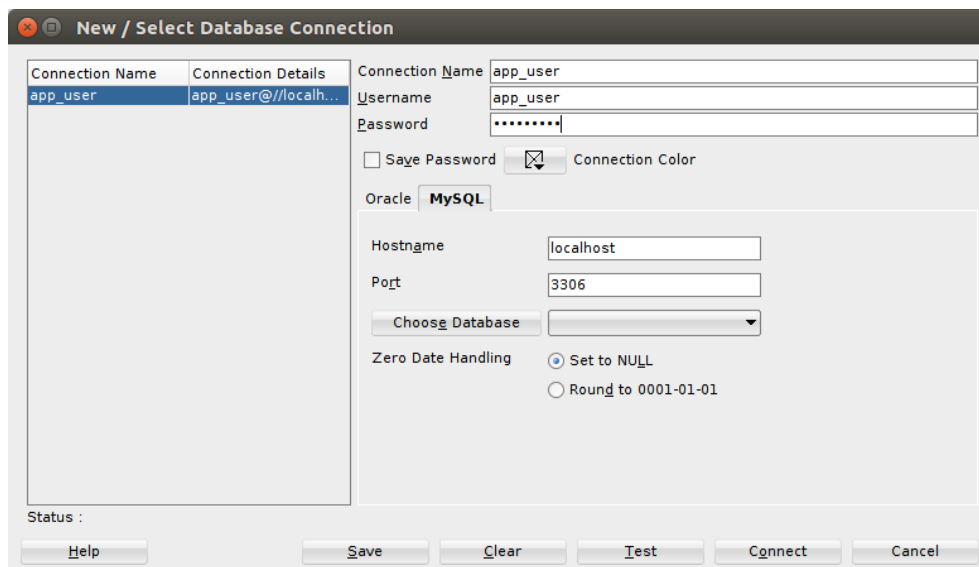 New / Select Database Connection
Connection Name Connection Details
app_user app_user@//localh...
Connection Name app_user
Username app_user
Password •••••••••
Save Password Connection Color
Oracle MySQL
Hostname localhost
Port 3306
Choose Database
Zero Date Handling Set to NULL
Round to 0001-01-01
Status :
Help Save Clear Test Connect Cancel